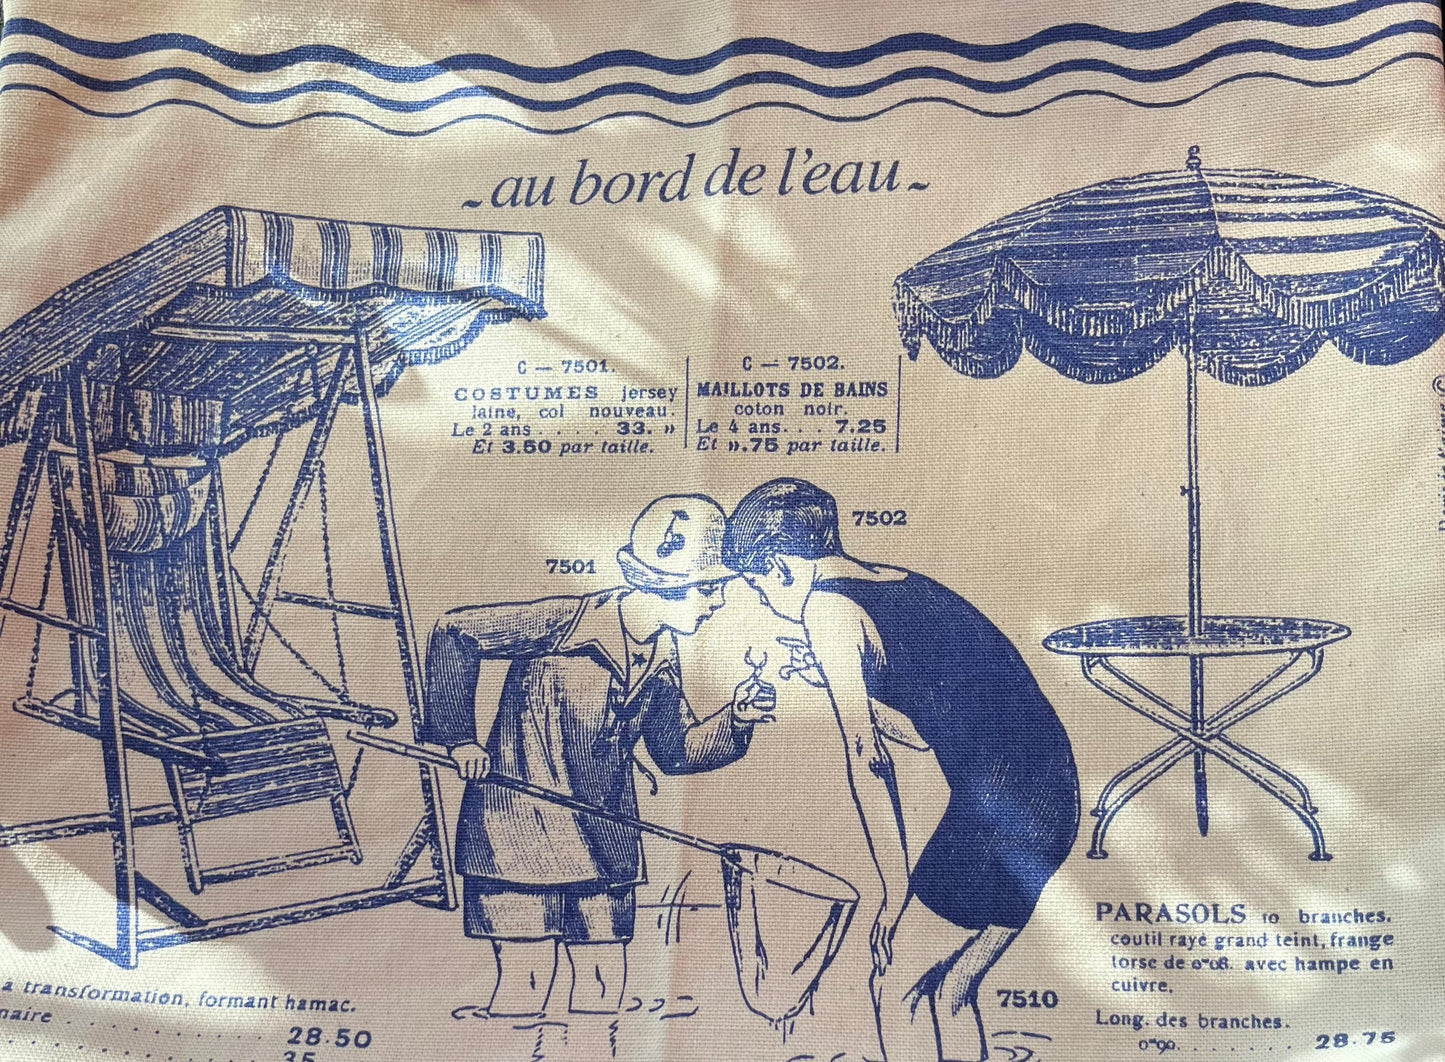 ~au bord de l'eau~
C — 7501.
COSTUMES jersey
laine, col nouveau.
Le 2 ans . . . . 33. »
Et 3.50 par taille.
C — 7502.
MAILLOTS DE BAINS
coton noir.
Le 4 ans. . . 7.25
Et ».75 par taille.
7502
7501
PARASOLS 10 branches.
coutil rayé grand teint, frange
torse de 0m08. avec hampe en
cuivre.
Long. des branches.
0m90. . . . . . . 28.75
7510
a transformation, formant hamac.
naire . . . . . . . . . 28.50
. . . . . . . . . 35